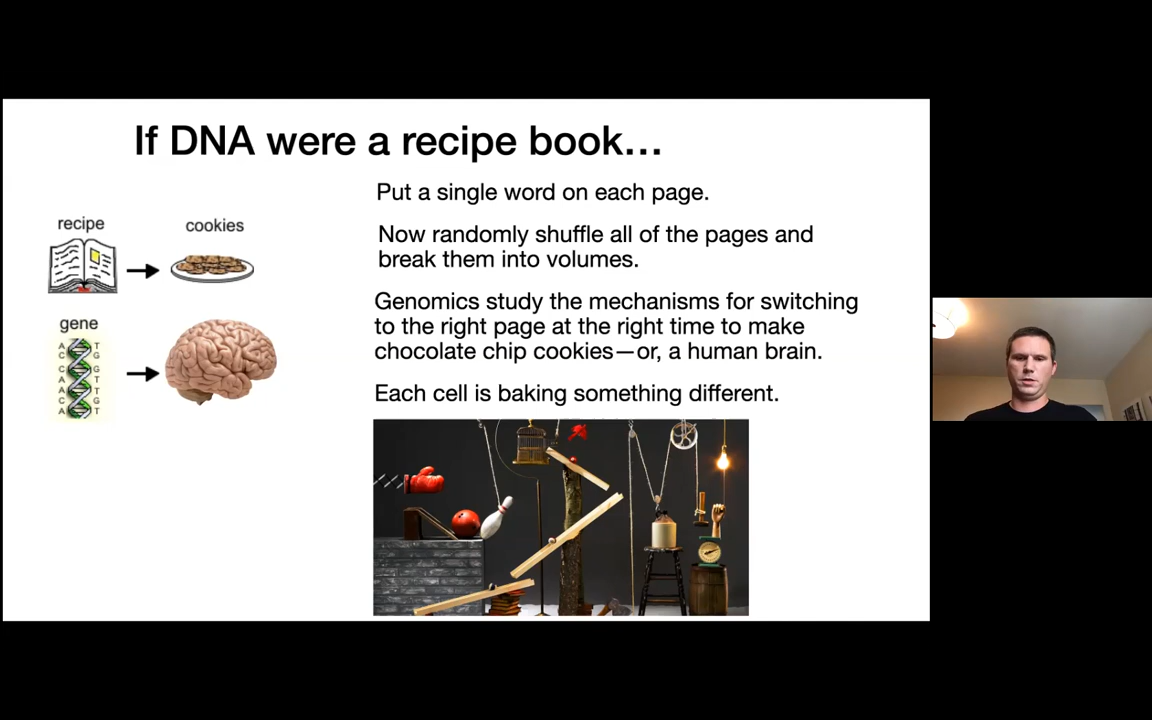 If DNA were a recipe book…
Put a single word on each page.
Now randomly shuffle all of the pages and
break them into volumes.
Genomics study the mechanisms for switching
to the right page at the right time to make
chocolate chip cookies—or, a human brain.
Each cell is baking something different.
recipe
cookies
gene
A T
C G
C G
A T
A T
C G
A T